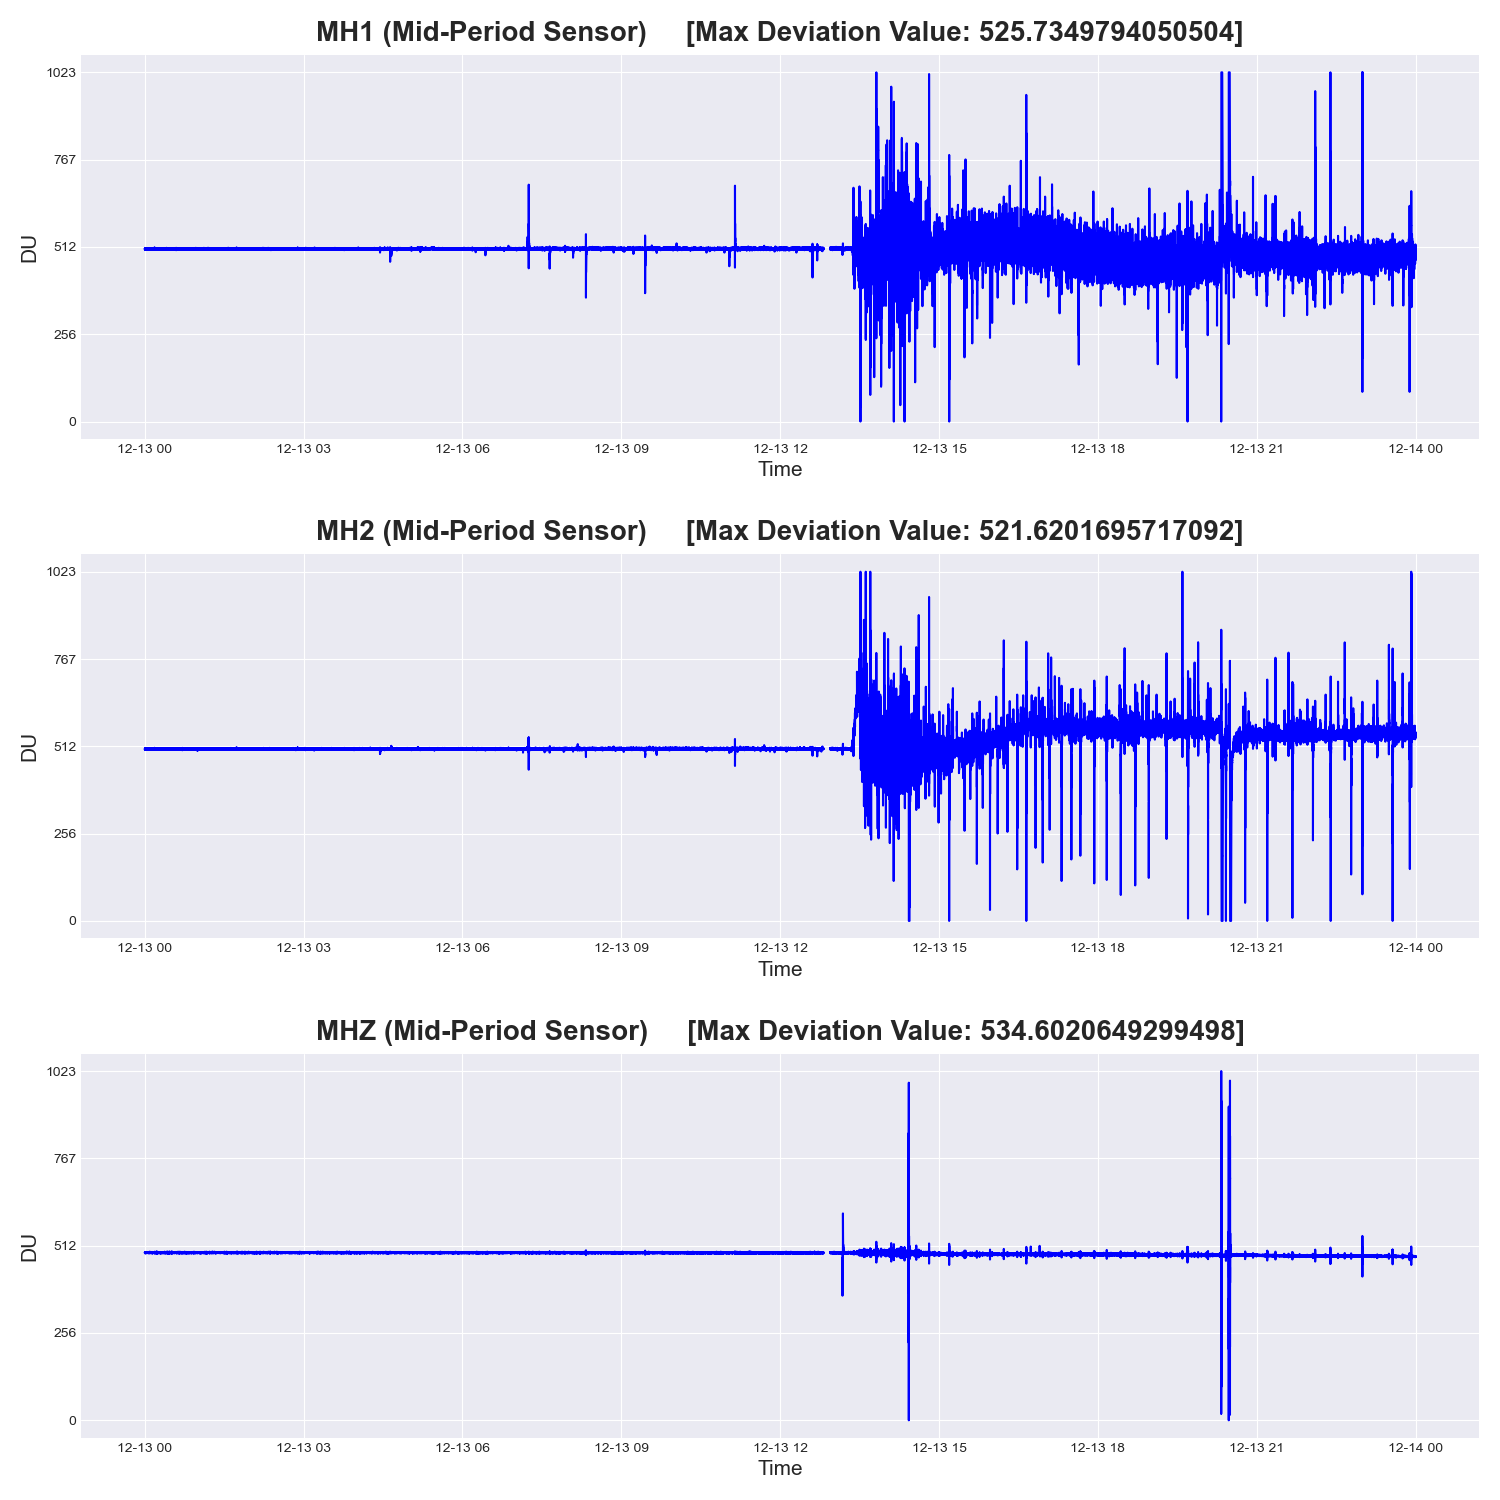 MH1 (Mid-Period Sensor) [Max Deviation Value: 525.7349794050504]
1023
767
512
256
0
DU
12-13 00 12-13 03 12-13 06 12-13 09 12-13 12 12-13 15 12-13 18 12-13 21 12-14 00
Time
MH2 (Mid-Period Sensor) [Max Deviation Value: 521.6201695717092]
1023
767
512
256
0
DU
12-13 00 12-13 03 12-13 06 12-13 09 12-13 12 12-13 15 12-13 18 12-13 21 12-14 00
Time
MHZ (Mid-Period Sensor) [Max Deviation Value: 534.6020649299498]
1023
767
512
256
0
DU
12-13 00 12-13 03 12-13 06 12-13 09 12-13 12 12-13 15 12-13 18 12-13 21 12-14 00
Time